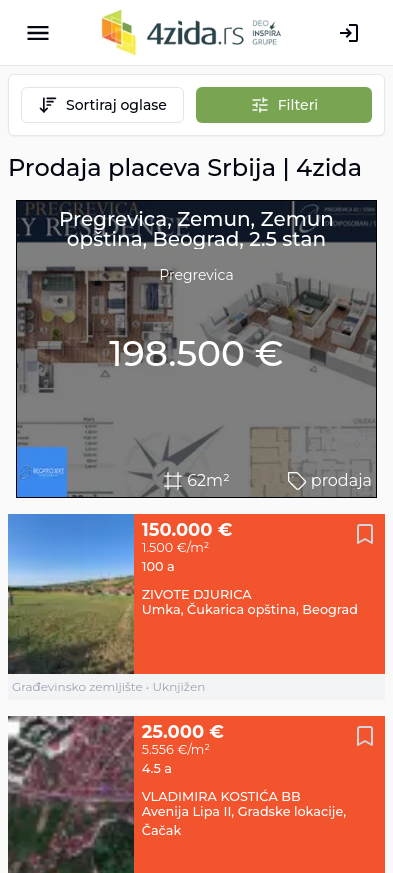 4zida.rs
DEO
INSPIRA
GRUPE
Sortiraj oglase
Filteri
Prodaja placeva Srbija | 4zida
Pregrevica, Zemun, Zemun
opština, Beograd, 2.5 stan
Pregrevica
198.500 €
62m²
prodaja
150.000 €
1.500 €/m²
100 a
ZIVOTE DJURICA
Umka, Čukarica opština, Beograd
Građevinsko zemljište • Uknjižen
25.000 €
5.556 €/m²
4.5 a
VLADIMIRA KOSTIĆA BB
Avenija Lipa II, Gradske lokacije,
Čačak